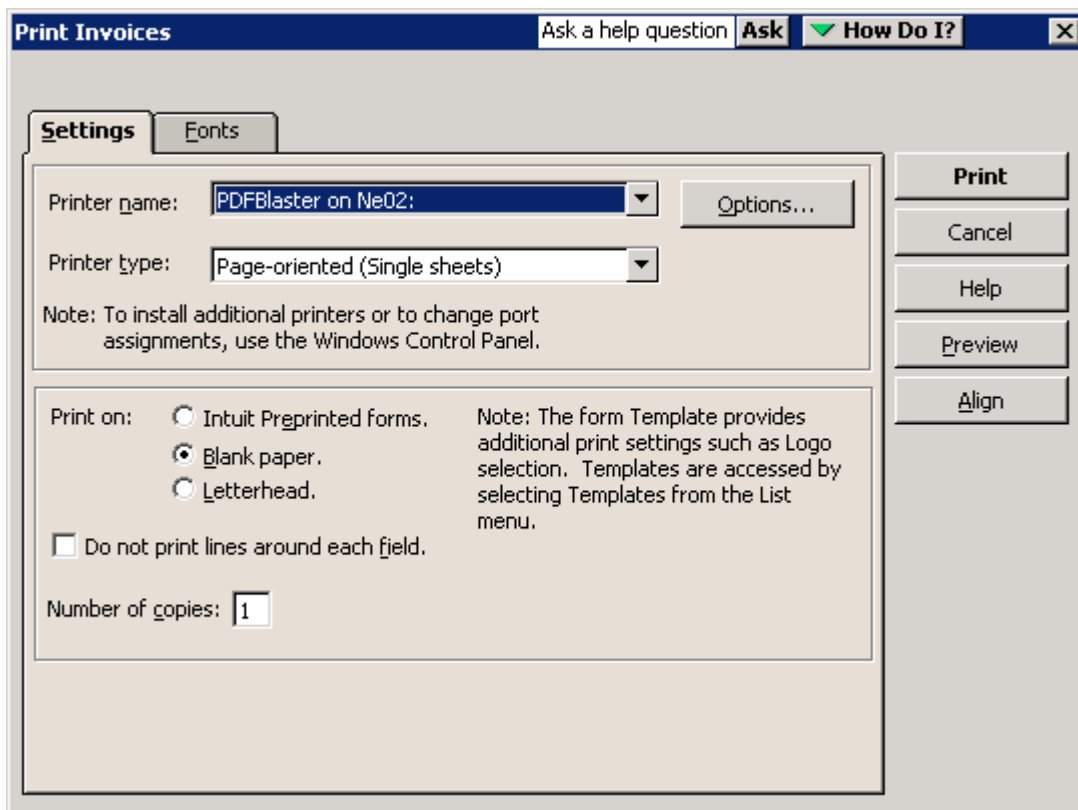 Print Invoices
Ask a help question
Ask
How Do I?
Settings
Fonts
Printer name:
PDFBlaster on Ne02:
Options...
Printer type:
Page-oriented (Single sheets)
Note: To install additional printers or to change port
assignments, use the Windows Control Panel.
Print on:
Intuit Preprinted forms.
Blank paper.
Letterhead.
Note: The form Template provides
additional print settings such as Logo
selection. Templates are accessed by
selecting Templates from the List
menu.
Do not print lines around each field.
Number of copies: 1
Print
Cancel
Help
Preview
Align